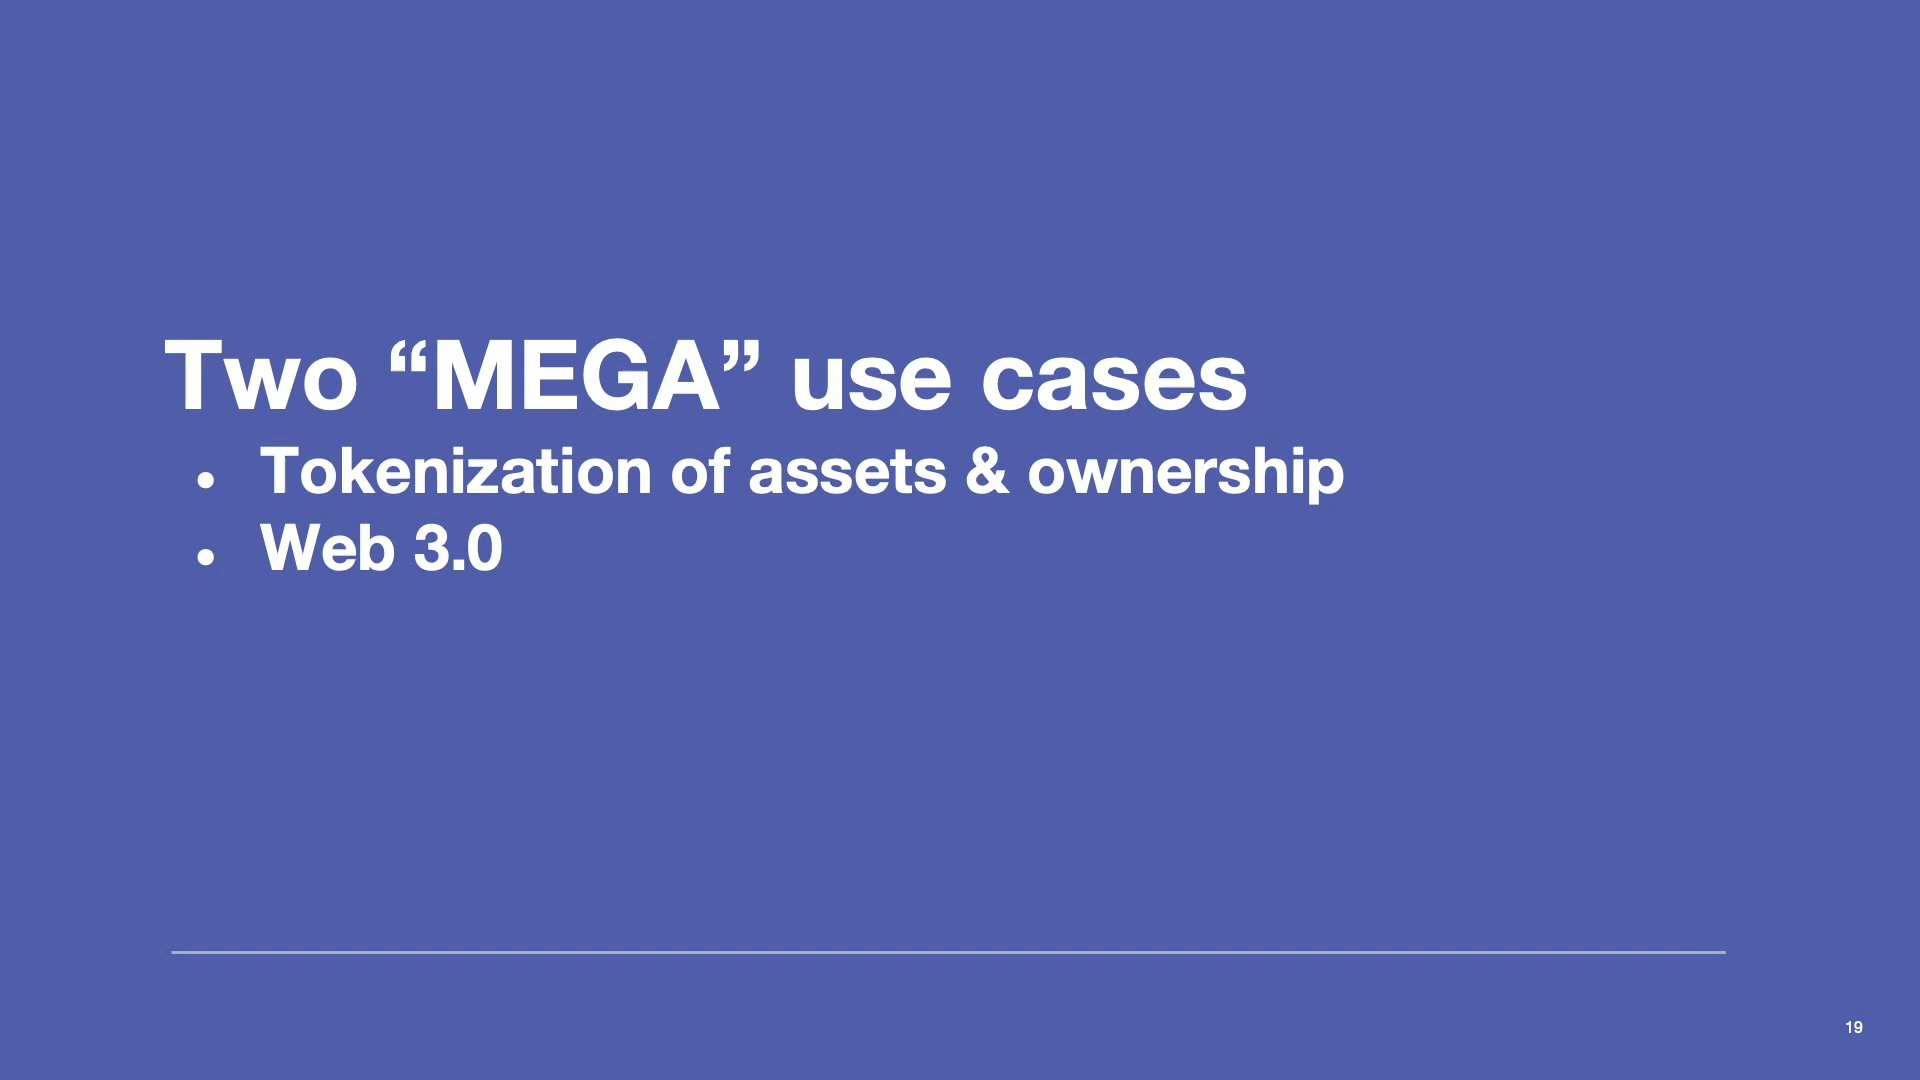 Two “MEGA” use cases
• Tokenization of assets & ownership
• Web 3.0
19